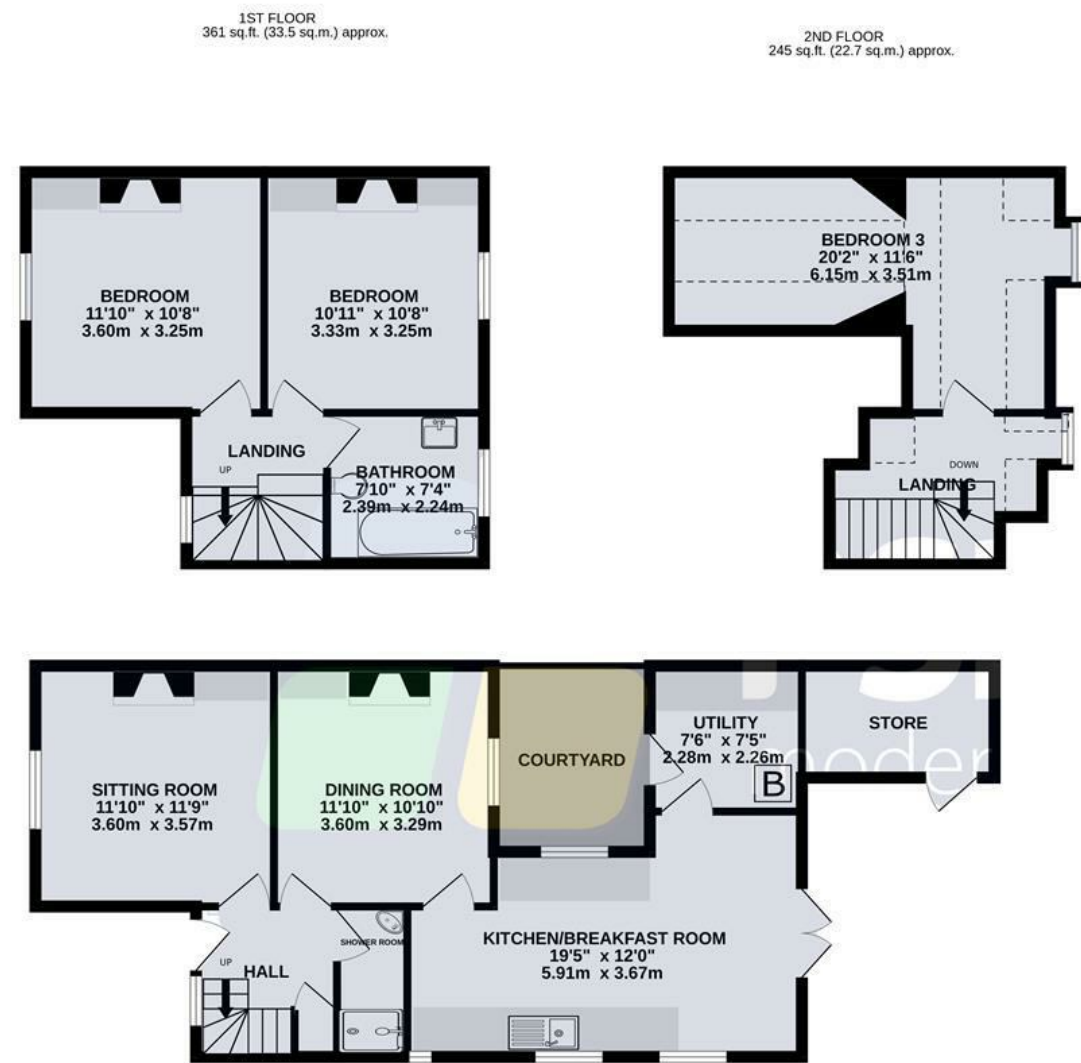 1ST FLOOR
361 sq.ft. (33.5 sq.m.) approx.
2ND FLOOR
245 sq.ft. (22.7 sq.m.) approx.
BEDROOM
11'10" x 10'8"
3.60m x 3.25m
BEDROOM
10'11" x 10'8"
3.33m x 3.25m
LANDING
UP
BATHROOM
7'10" x 7'4"
2.39m x 2.24m
BEDROOM 3
20'2" x 11'6"
6.15m x 3.51m
DOWN
LANDING
SITTING ROOM
11'10" x 11'9"
3.60m x 3.57m
DINING ROOM
11'10" x 10'10"
3.60m x 3.29m
COURTYARD
UTILITY
7'6" x 7'5"
2.28m x 2.26m
B
STORE
moder
SHOWER ROOM
UP
HALL
KITCHEN/BREAKFAST ROOM
19'5" x 12'0"
5.91m x 3.67m